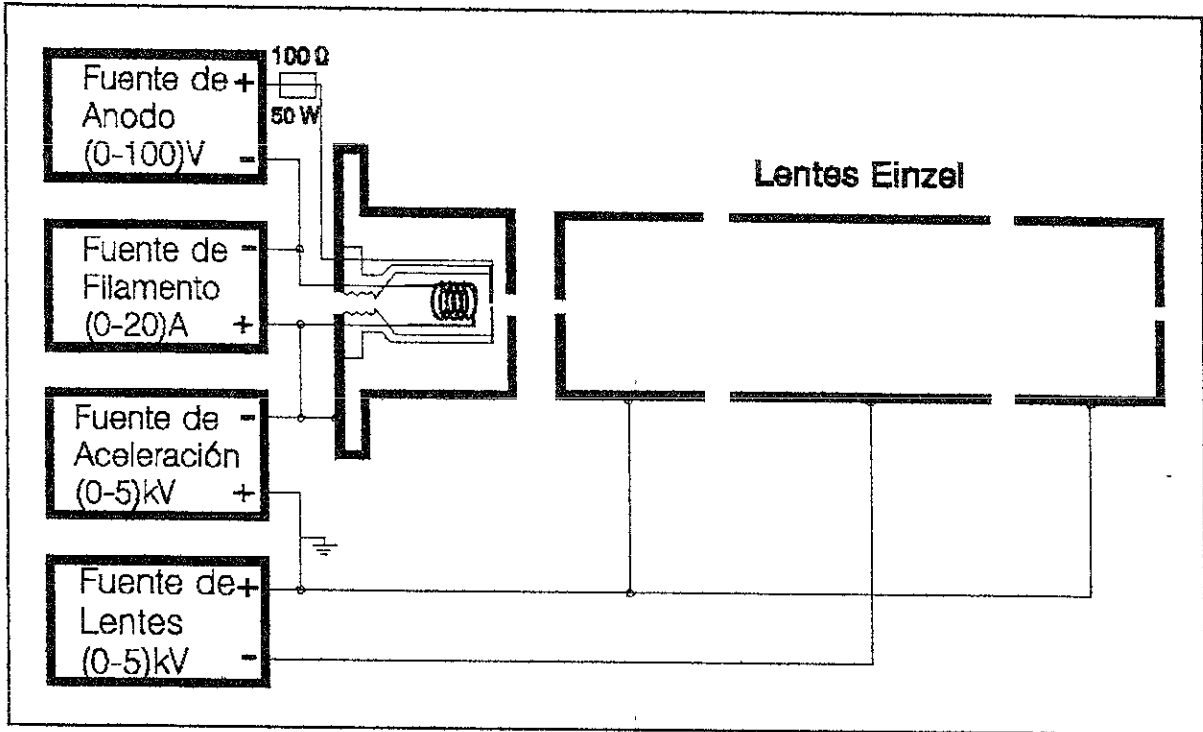 Fuente de +
Anodo
(0-100)V -
100 Ω
50 W
Lentes Einzel
Fuente de -
Filamento
(0-20)A +
Fuente de -
Aceleración
(0-5)kV +
Fuente de +
Lentes
(0-5)kV -